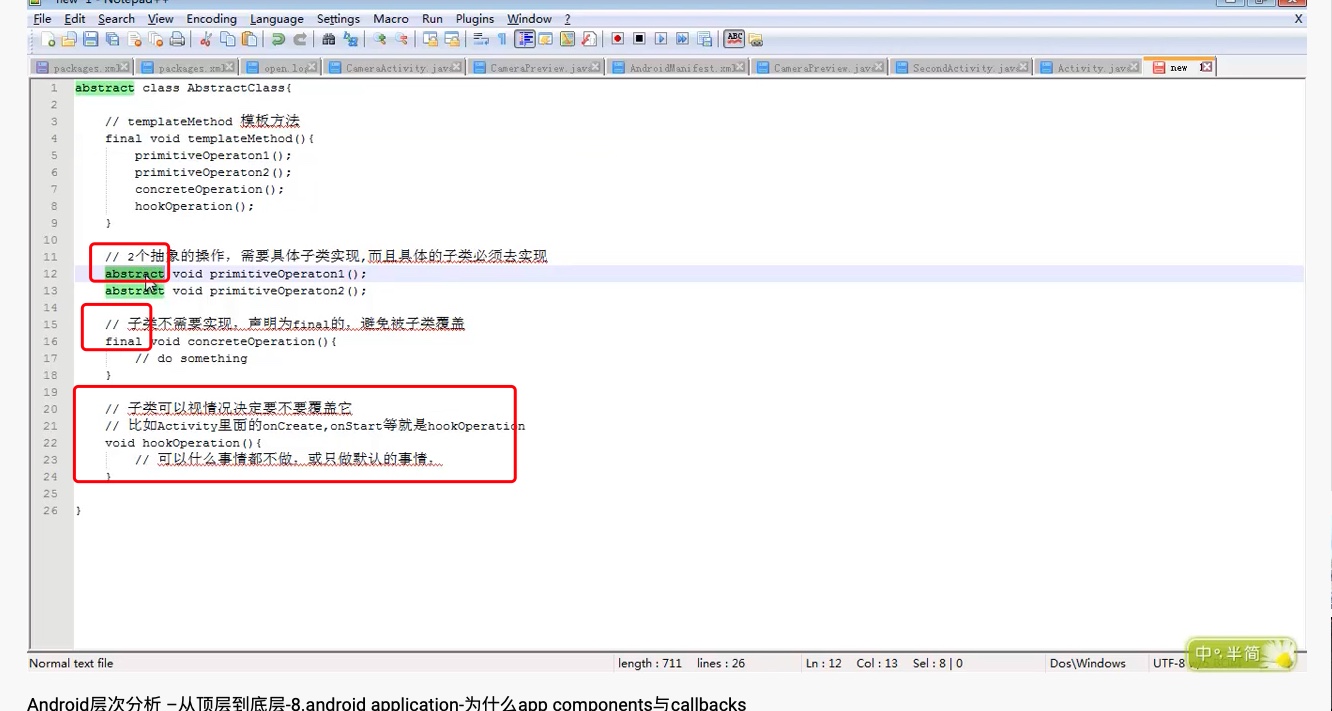 new 1 - Notepad++
File Edit Search View Encoding Language Settings Macro Run Plugins Window ? X
packages.xml packages.xml open.log CameraActivity.java CameraPreview.java AndroidManifest.xml CameraPreview.java SecondActivity.java Activity.java new 1
1 abstract class AbstractClass{
2
3 // templateMethod 模板方法
4 final void templateMethod(){
5 primitiveOperaton1();
6 primitiveOperaton2();
7 concreteOperation();
8 hookOperation();
9 }
10
11 // 2个抽象的操作，需要具体子类实现,而且具体的子类必须去实现
12 abstract void primitiveOperaton1();
13 abstract void primitiveOperaton2();
14
15 // 子类不需要实现，声明为final的，避免被子类覆盖
16 final void concreteOperation(){
17 // do something
18 }
19
20 // 子类可以视情况决定要不要覆盖它
21 // 比如Activity里面的onCreate,onStart等就是hookOperation
22 void hookOperation(){
23 // 可以什么事情都不做，或只做默认的事情，
24 }
25
26 }
中 半 简
Normal text file length : 711 lines : 26 Ln : 12 Col : 13 Sel : 8 | 0 Dos\Windows UTF-8
Android层次分析 –从顶层到底层-8.android application-为什么app components与callbacks